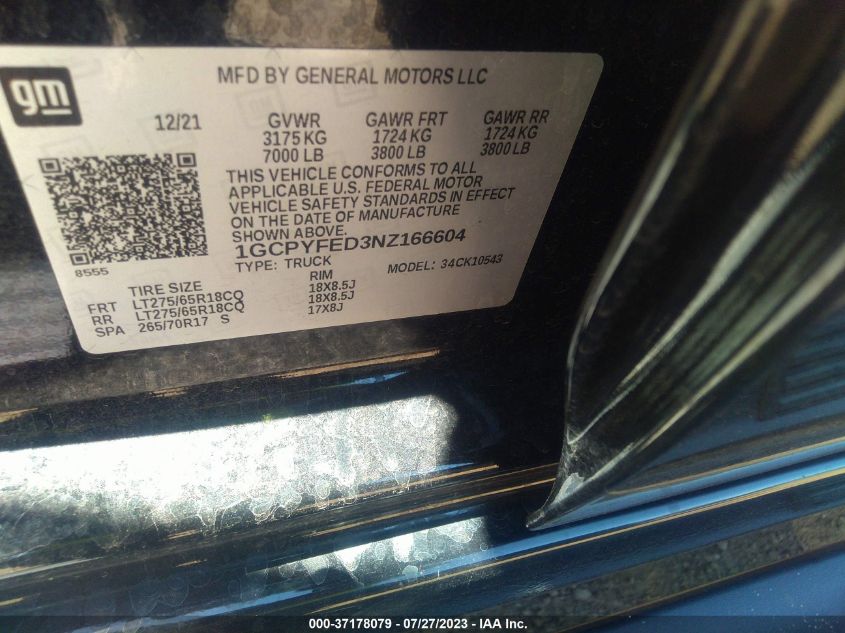 gm
MFD BY GENERAL MOTORS LLC
12/21 GVWR GAWR FRT GAWR RR
3175 KG 1724 KG 1724 KG
7000 LB 3800 LB 3800 LB
THIS VEHICLE CONFORMS TO ALL
APPLICABLE U.S. FEDERAL MOTOR
VEHICLE SAFETY STANDARDS IN EFFECT
ON THE DATE OF MANUFACTURE
SHOWN ABOVE.
1GCPYFED3NZ166604
8555 TYPE: TRUCK MODEL: 34CK10543
TIRE SIZE RIM
FRT LT275/65R18CQ 18X8.5J
RR LT275/65R18CQ 18X8.5J
SPA 265/70R17 S 17X8J
000-37178079 - 07/27/2023 - IAA Inc.